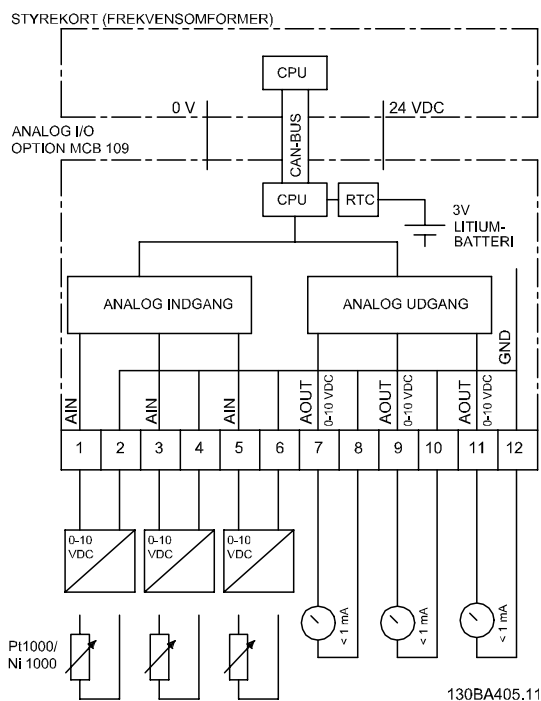 STYREKORT (FREKVENSOMFORMER)
CPU
0 V
24 VDC
CAN-BUS
ANALOG I/O
OPTION MCB 109
CPU
RTC
3V
LITIUM-
BATTERI
ANALOG INDGANG
ANALOG UDGANG
AIN
AIN
AIN
AOUT
0-10 VDC
AOUT
0-10 VDC
AOUT
0-10 VDC
GND
1 2 3 4 5 6 7 8 9 10 11 12
0-10
VDC
0-10
VDC
0-10
VDC
< 1 mA
< 1 mA
< 1 mA
Pt1000/
Ni 1000
130BA405.11